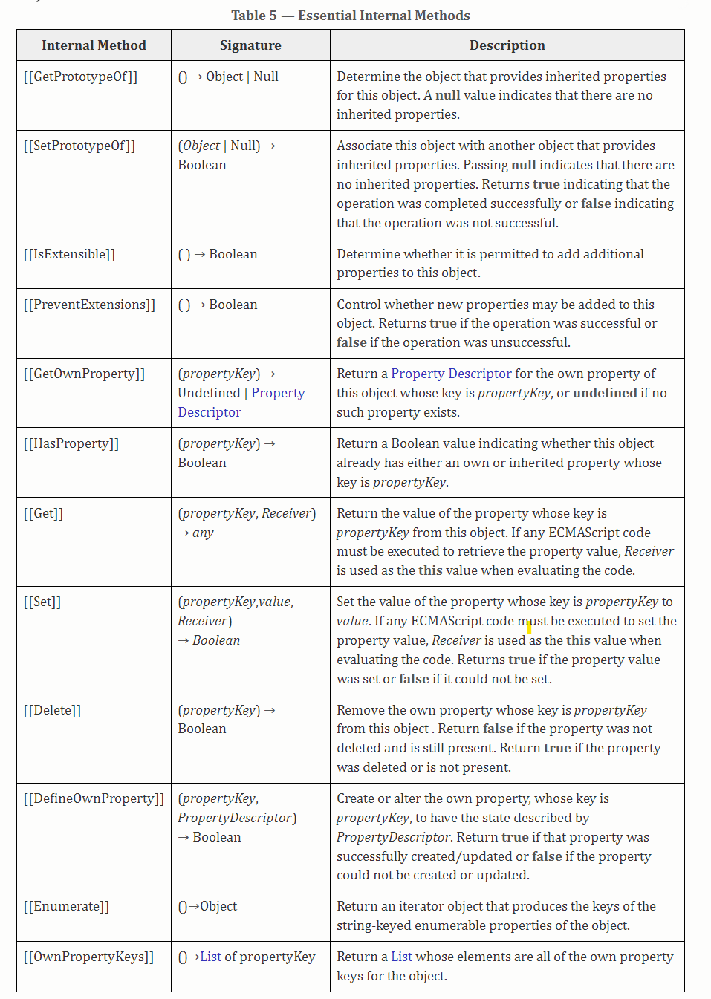 Table 5 — Essential Internal Methods
Internal Method Signature Description
[[GetPrototypeOf]] () → Object | Null Determine the object that provides inherited properties
for this object. A null value indicates that there are no
inherited properties.
[[SetPrototypeOf]] (Object | Null) → Associate this object with another object that provides
Boolean inherited properties. Passing null indicates that there are
no inherited properties. Returns true indicating that the
operation was completed successfully or false indicating
that the operation was not successful.
[[IsExtensible]] ( ) → Boolean Determine whether it is permitted to add additional
properties to this object.
[[PreventExtensions]] ( ) → Boolean Control whether new properties may be added to this
object. Returns true if the operation was successful or
false if the operation was unsuccessful.
[[GetOwnProperty]] (propertyKey) → Return a Property Descriptor for the own property of
Undefined | Property this object whose key is propertyKey, or undefined if no
Descriptor such property exists.
[[HasProperty]] (propertyKey) → Return a Boolean value indicating whether this object
Boolean already has either an own or inherited property whose
key is propertyKey.
[[Get]] (propertyKey, Receiver) Return the value of the property whose key is
→ any propertyKey from this object. If any ECMAScript code
must be executed to retrieve the property value, Receiver
is used as the this value when evaluating the code.
[[Set]] (propertyKey,value, Set the value of the property whose key is propertyKey to
Receiver) value. If any ECMAScript code must be executed to set the
→ Boolean property value, Receiver is used as the this value when
evaluating the code. Returns true if the property value
was set or false if it could not be set.
[[Delete]] (propertyKey) → Remove the own property whose key is propertyKey
Boolean from this object . Return false if the property was not
deleted and is still present. Return true if the property
was deleted or is not present.
[[DefineOwnProperty]] (propertyKey, Create or alter the own property, whose key is
PropertyDescriptor) propertyKey, to have the state described by
→ Boolean PropertyDescriptor. Return true if that property was
successfully created/updated or false if the property
could not be created or updated.
[[Enumerate]] ()→Object Return an iterator object that produces the keys of the
string-keyed enumerable properties of the object.
[[OwnPropertyKeys]] ()→List of propertyKey Return a List whose elements are all of the own property
keys for the object.